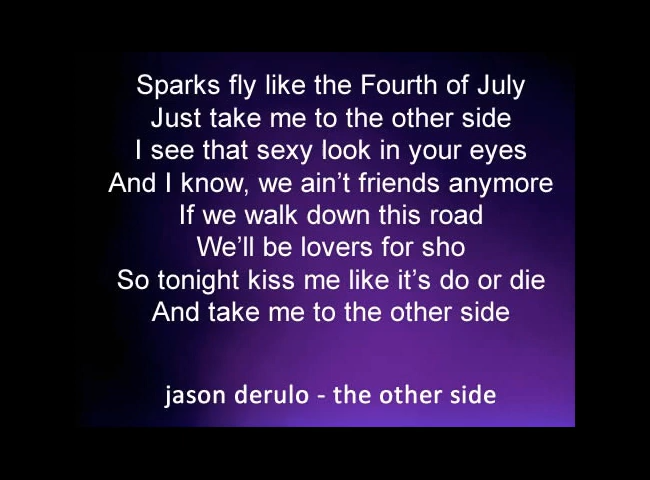 Sparks fly like the Fourth of July
Just take me to the other side
I see that sexy look in your eyes
And I know, we ain't friends anymore
If we walk down this road
We'll be lovers for sho
So tonight kiss me like it's do or die
And take me to the other side
jason derulo - the other side